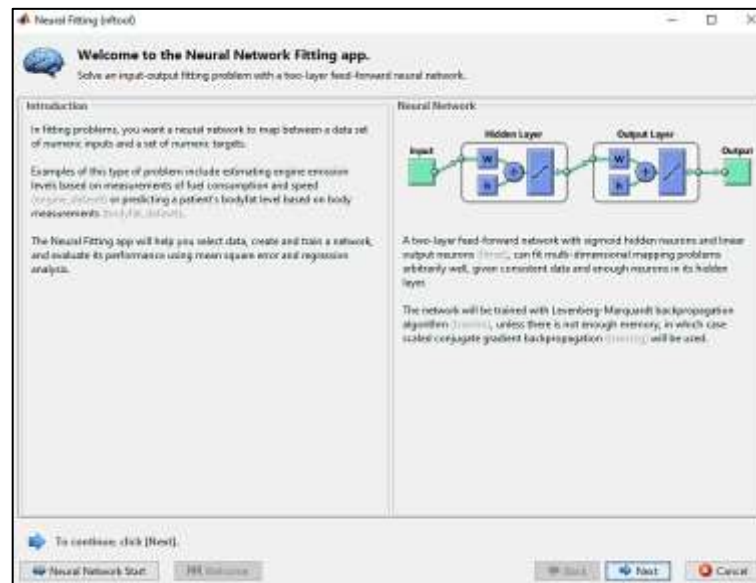 Neural Fitting (nftool)
Welcome to the Neural Network Fitting app.
Solve an input-output fitting problem with a two-layer feed-forward neural network.
Introduction
In fitting problems, you want a neural network to map between a data set
of numeric inputs and a set of numeric targets.
Examples of this type of problem include estimating engine emission
levels based on measurements of fuel consumption and speed
(engine_dataset) or predicting a patient's bodyfat level based on body
measurements (bodyfat_dataset).
The Neural Fitting app will help you select data, create and train a network,
and evaluate its performance using mean square error and regression
analysis.
Neural Network
Hidden Layer
Output Layer
Input
W
b
+
W
b
+
Output
A two-layer feed-forward network with sigmoid hidden neurons and linear
output neurons (fitnet), can fit multi-dimensional mapping problems
arbitrarily well, given consistent data and enough neurons in its hidden
layer.
The network will be trained with Levenberg-Marquardt backpropagation
algorithm (trainlm), unless there is not enough memory, in which case
scaled conjugate gradient backpropagation (trainscg) will be used.
To continue, click [Next].
Neural Network Start
Welcome
Back
Next
Cancel